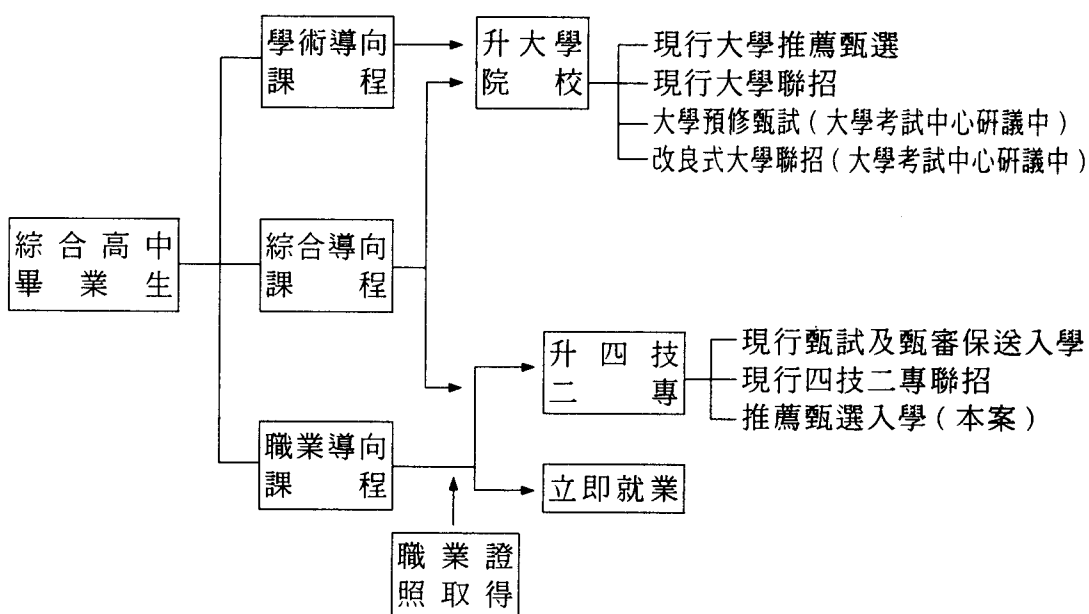 學術導向
課程
升大學
院校
現行大學推薦甄選
現行大學聯招
大學預修甄試(大學考試中心研議中)
改良式大學聯招(大學考試中心研議中)
綜合高中
畢業生
綜合導向
課程
升四技
二專
現行甄試及甄審保送入學
現行四技二專聯招
推薦甄選入學(本案)
職業導向
課程
立即就業
職業證
照取得